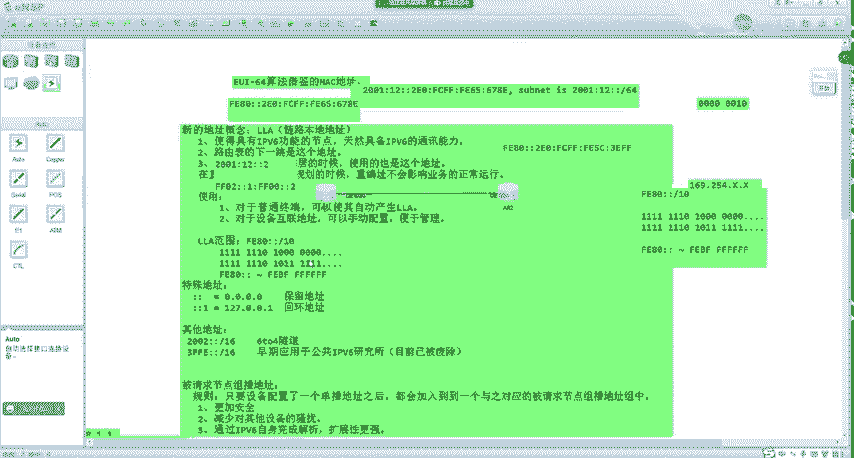 eNSP
EUI-64算法借鉴的MAC地址。
2001:12::2E0:FCFF:FE65:678E, subnet is 2001:12::/64
FE80::2E0:FCFF:FE65:678E
0000 0010
新的地址概念：LLA（链路本地地址）
1、使得具有IPV6功能的节点，天然具备IPV6的通讯能力。
2、路由表的下一跳是这个地址。
FE80::2E0:FCFF:FE5C:3EFF
3、2001:12::2 居的时候，使用的也是这个地址。
在 规划的时候，重编址不会影响业务的正常运行。
FF02::1:FF00::2
169.254.X.X
FE80::/10
使用：
AR2
1、对于普通终端，可以使其自动产生LLA。
2、对于设备互联地址，可以手动配置，便于管理。
1111 1110 1000 0000....
1111 1110 1011 1111....
LLA范围：FE80::/10
1111 1110 1000 0000....
1111 1110 1011 1111....
FE80:: ~ FEBF FFFFFF
FE80:: ~ FEBF FFFFFF
特殊地址：
:: = 0.0.0.0 保留地址
::1 = 127.0.0.1 回环地址
其他地址：
2002::/16 6to4隧道
3FFE::/16 早期应用于公共IPV6研究所（目前已被废除）
被请求节点组播地址：
规则：只要设备配置了一个单播地址之后，都会加入到到一个与之对应的被请求节点组播地址组中。
1、更加安全
2、减少对其他设备的骚扰。
3、通过IPV6自身完成解析，扩展性更强。
Auto
Copper
Serial
POS
E1
ATM
CTL
Auto
自动选择接口连接设备。